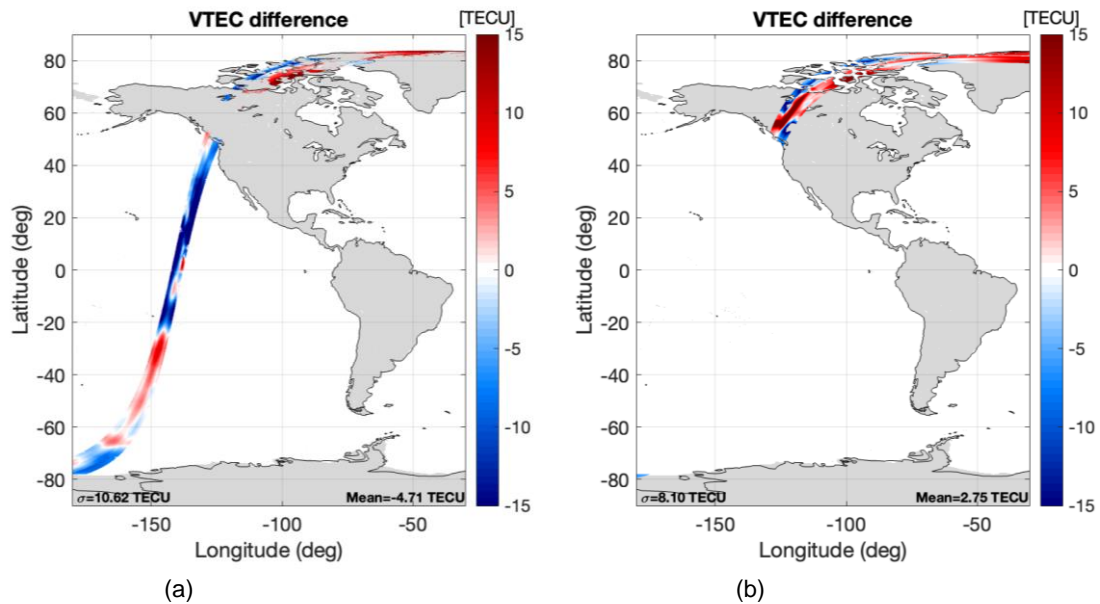 VTEC difference
[TECU]
80
60
40
20
0
-20
-40
-60
-80
Latitude (deg)
-150
-100
-50
Longitude (deg)
σ=10.62 TECU
Mean=-4.71 TECU
15
10
5
0
-5
-10
-15
(a)
VTEC difference
[TECU]
80
60
40
20
0
-20
-40
-60
-80
Latitude (deg)
-150
-100
-50
Longitude (deg)
σ=8.10 TECU
Mean=2.75 TECU
15
10
5
0
-5
-10
-15
(b)